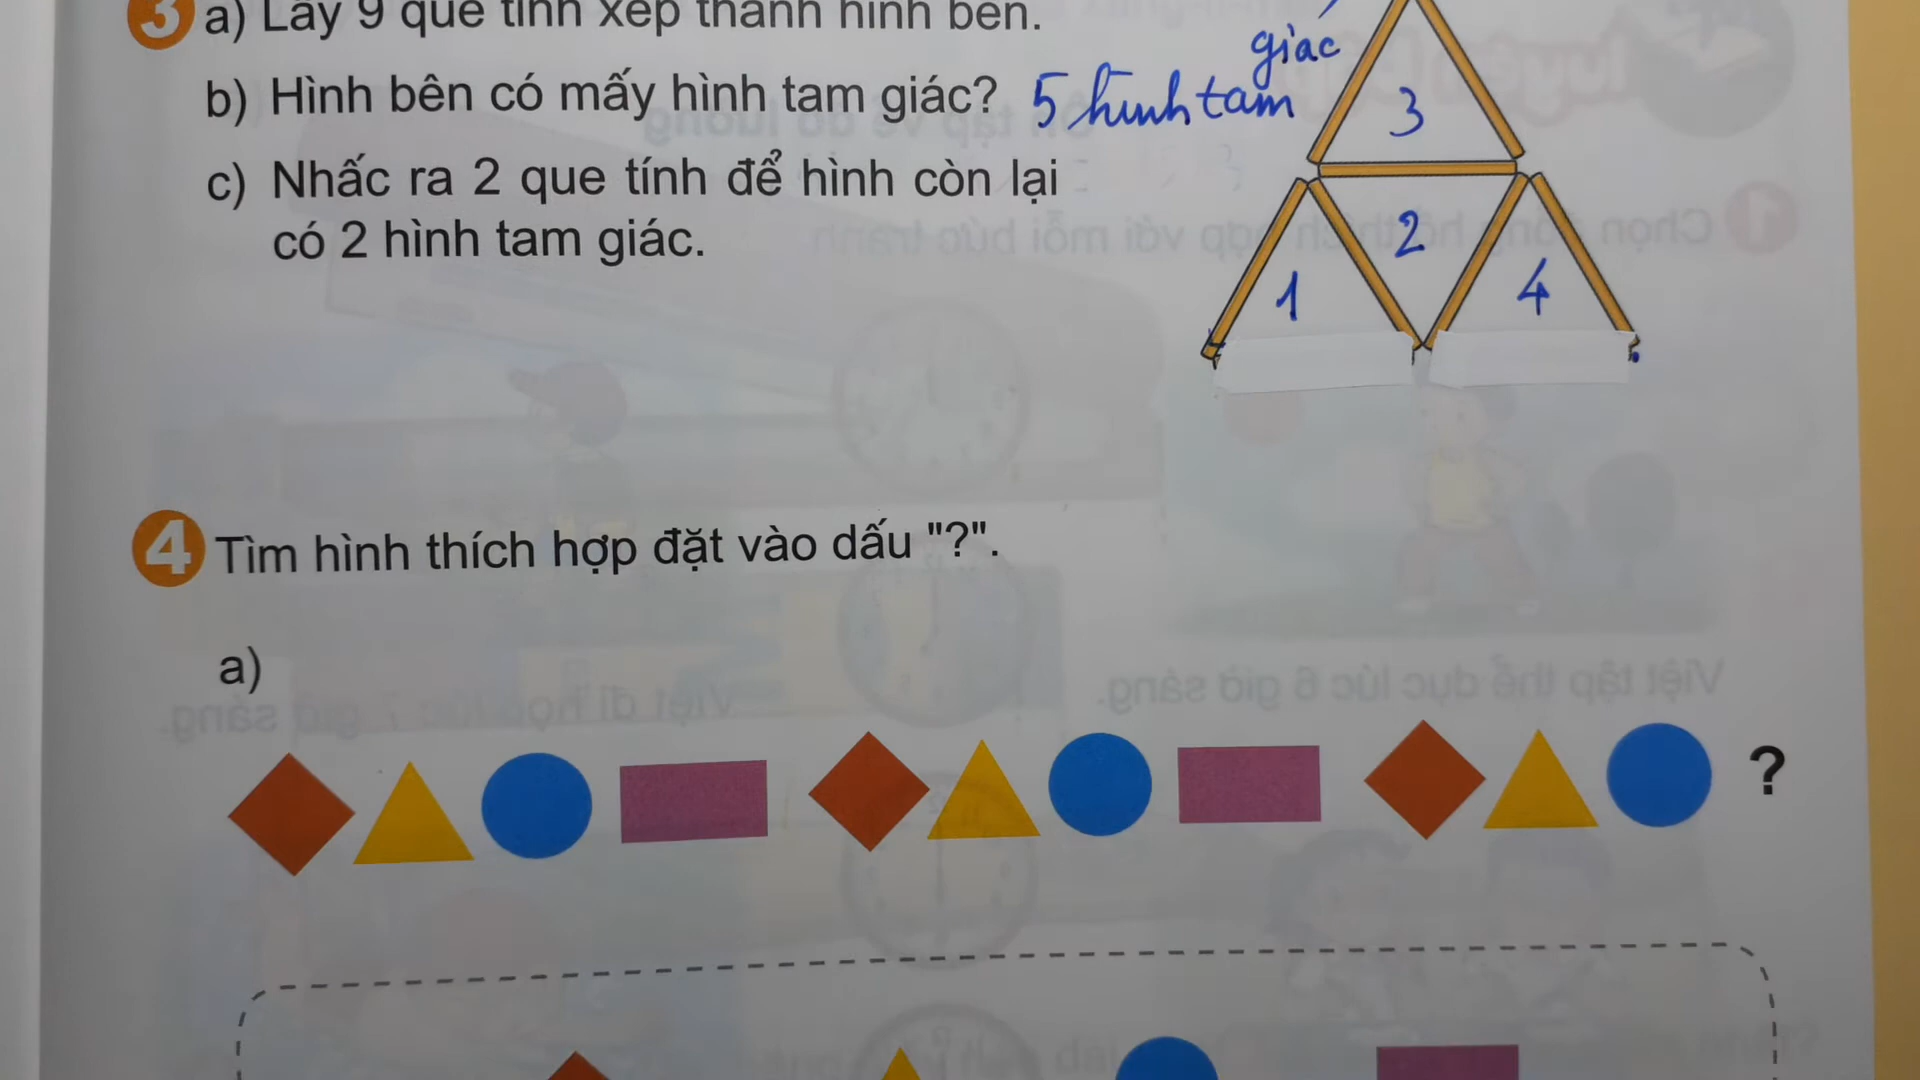 3 a) Lấy 9 que tính xếp thành hình bên.
b) Hình bên có mấy hình tam giác? 5 hình tam
giác
c) Nhấc ra 2 que tính để hình còn lại
có 2 hình tam giác.
3
2
1
4
4 Tìm hình thích hợp đặt vào dấu "?".
a)
?